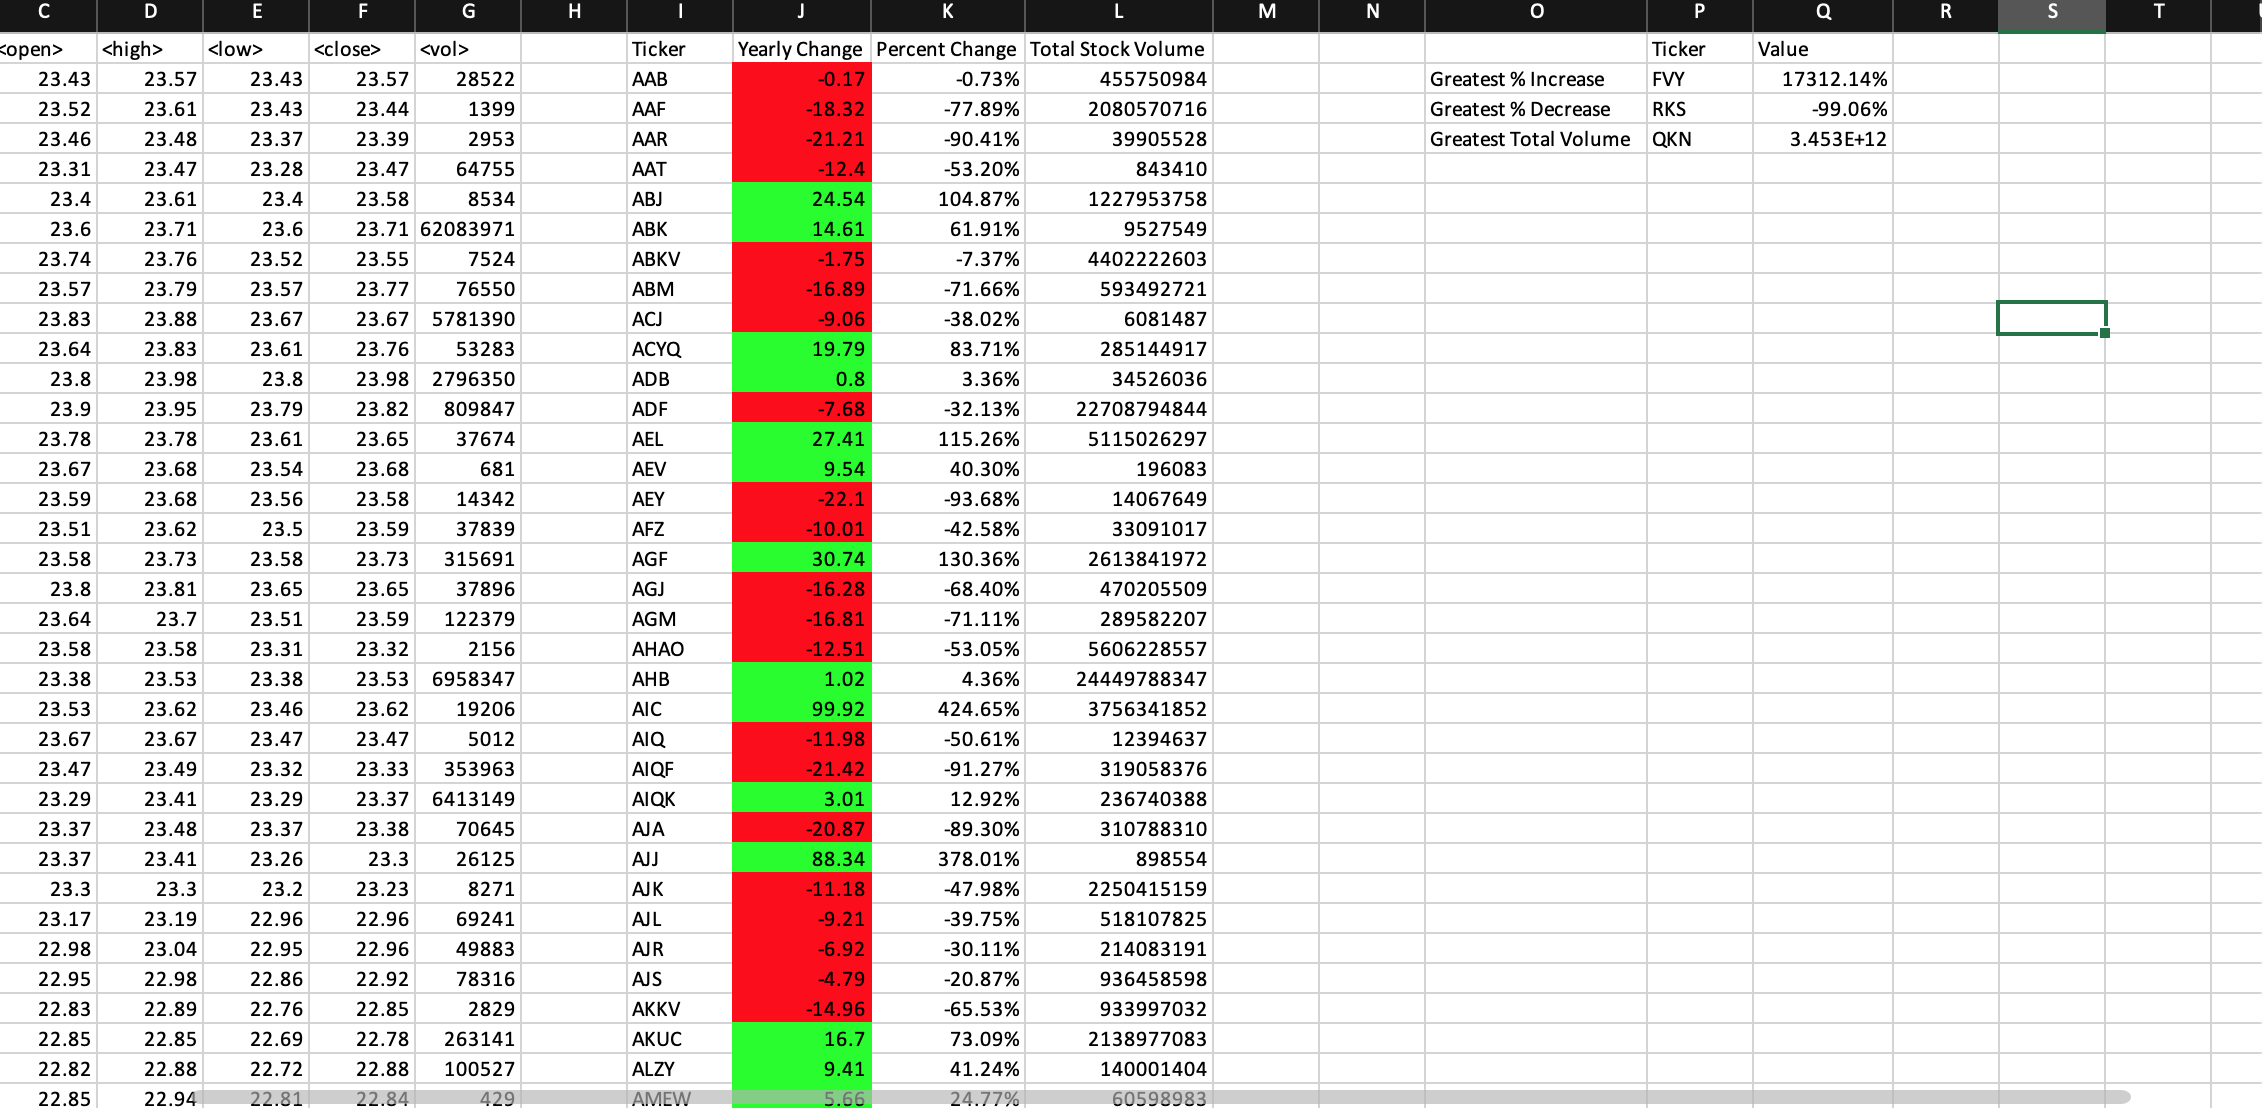 C D E F G H I J K L M N O P Q R S T
<open> <high> <low> <close> <vol> Ticker Yearly Change Percent Change Total Stock Volume Ticker Value
23.43 23.57 23.43 23.57 28522 AAB -0.17 -0.73% 455750984 Greatest % Increase FVY 17312.14%
23.52 23.61 23.43 23.44 1399 AAF -18.32 -77.89% 2080570716 Greatest % Decrease RKS -99.06%
23.46 23.48 23.37 23.39 2953 AAR -21.21 -90.41% 39905528 Greatest Total Volume QKN 3.453E+12
23.31 23.47 23.28 23.47 64755 AAT -12.4 -53.20% 843410
23.4 23.61 23.4 23.58 8534 ABJ 24.54 104.87% 1227953758
23.6 23.71 23.6 23.71 62083971 ABK 14.61 61.91% 9527549
23.74 23.76 23.52 23.55 7524 ABKV -1.75 -7.37% 4402222603
23.57 23.79 23.57 23.77 76550 ABM -16.89 -71.66% 593492721
23.83 23.88 23.67 23.67 5781390 ACJ -9.06 -38.02% 6081487
23.64 23.83 23.61 23.76 53283 ACYQ 19.79 83.71% 285144917
23.8 23.98 23.8 23.98 2796350 ADB 0.8 3.36% 34526036
23.9 23.95 23.79 23.82 809847 ADF -7.68 -32.13% 22708794844
23.78 23.78 23.61 23.65 37674 AEL 27.41 115.26% 5115026297
23.67 23.68 23.54 23.68 681 AEV 9.54 40.30% 196083
23.59 23.68 23.56 23.58 14342 AEY -22.1 -93.68% 14067649
23.51 23.62 23.5 23.59 37839 AFZ -10.01 -42.58% 33091017
23.58 23.73 23.58 23.73 315691 AGF 30.74 130.36% 2613841972
23.8 23.81 23.65 23.65 37896 AGJ -16.28 -68.40% 470205509
23.64 23.7 23.51 23.59 122379 AGM -16.81 -71.11% 289582207
23.58 23.58 23.31 23.32 2156 AHAO -12.51 -53.05% 5606228557
23.38 23.53 23.38 23.53 6958347 AHB 1.02 4.36% 24449788347
23.53 23.62 23.46 23.62 19206 AIC 99.92 424.65% 3756341852
23.67 23.67 23.47 23.47 5012 AIQ -11.98 -50.61% 12394637
23.47 23.49 23.32 23.33 353963 AIQF -21.42 -91.27% 319058376
23.29 23.41 23.29 23.37 6413149 AIQK 3.01 12.92% 236740388
23.37 23.48 23.37 23.38 70645 AJA -20.87 -89.30% 310788310
23.37 23.41 23.26 23.3 26125 AJJ 88.34 378.01% 898554
23.3 23.3 23.2 23.23 8271 AJK -11.18 -47.98% 2250415159
23.17 23.19 22.96 22.96 69241 AJL -9.21 -39.75% 518107825
22.98 23.04 22.95 22.96 49883 AJR -6.92 -30.11% 214083191
22.95 22.98 22.86 22.92 78316 AJS -4.79 -20.87% 936458598
22.83 22.89 22.76 22.85 2829 AKKV -14.96 -65.53% 933997032
22.85 22.85 22.69 22.78 263141 AKUC 16.7 73.09% 2138977083
22.82 22.88 22.72 22.88 100527 ALZY 9.41 41.24% 140001404
22.85 22.94 22.81 22.84 429 AMEW 5.66 24.77% 60598983